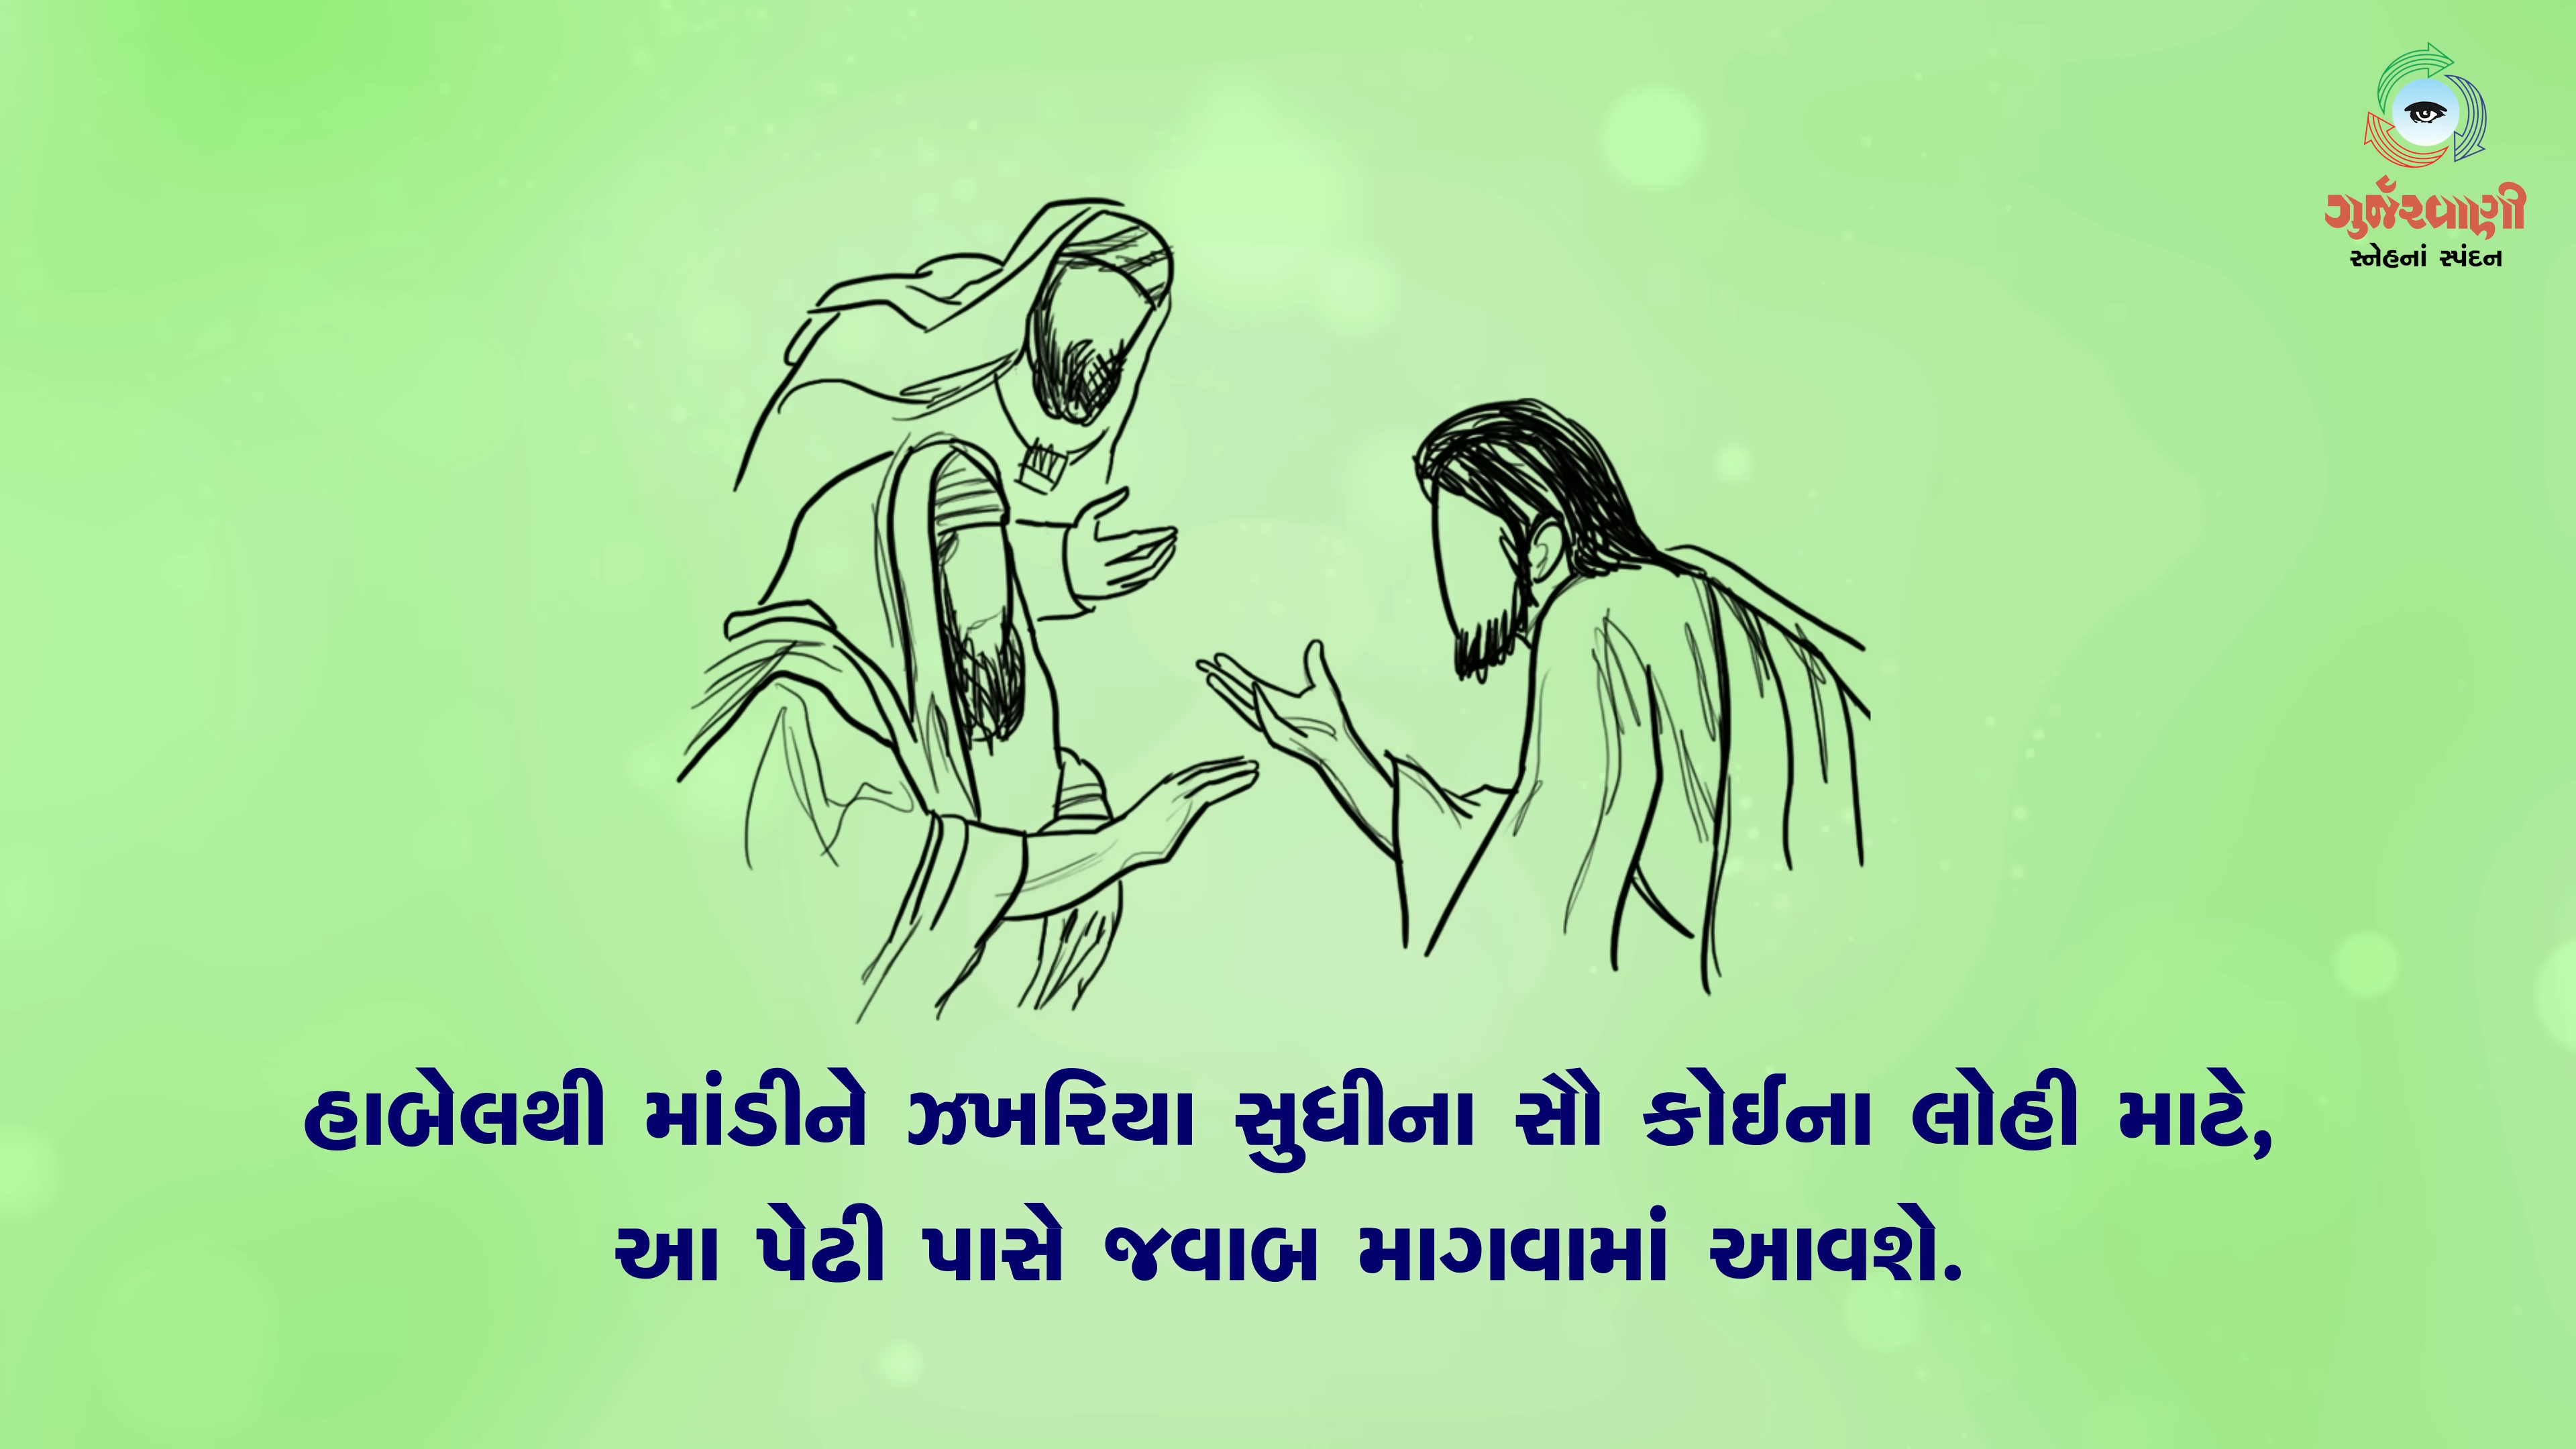 ગુર્જરવાણી
સ્નેહનાં સ્પંદન
હાબેલથી માંડીને ઝખરિયા સુધીના સૌ કોઈના લોહી માટે,
આ પેઢી પાસે જવાબ માગવામાં આવશે.